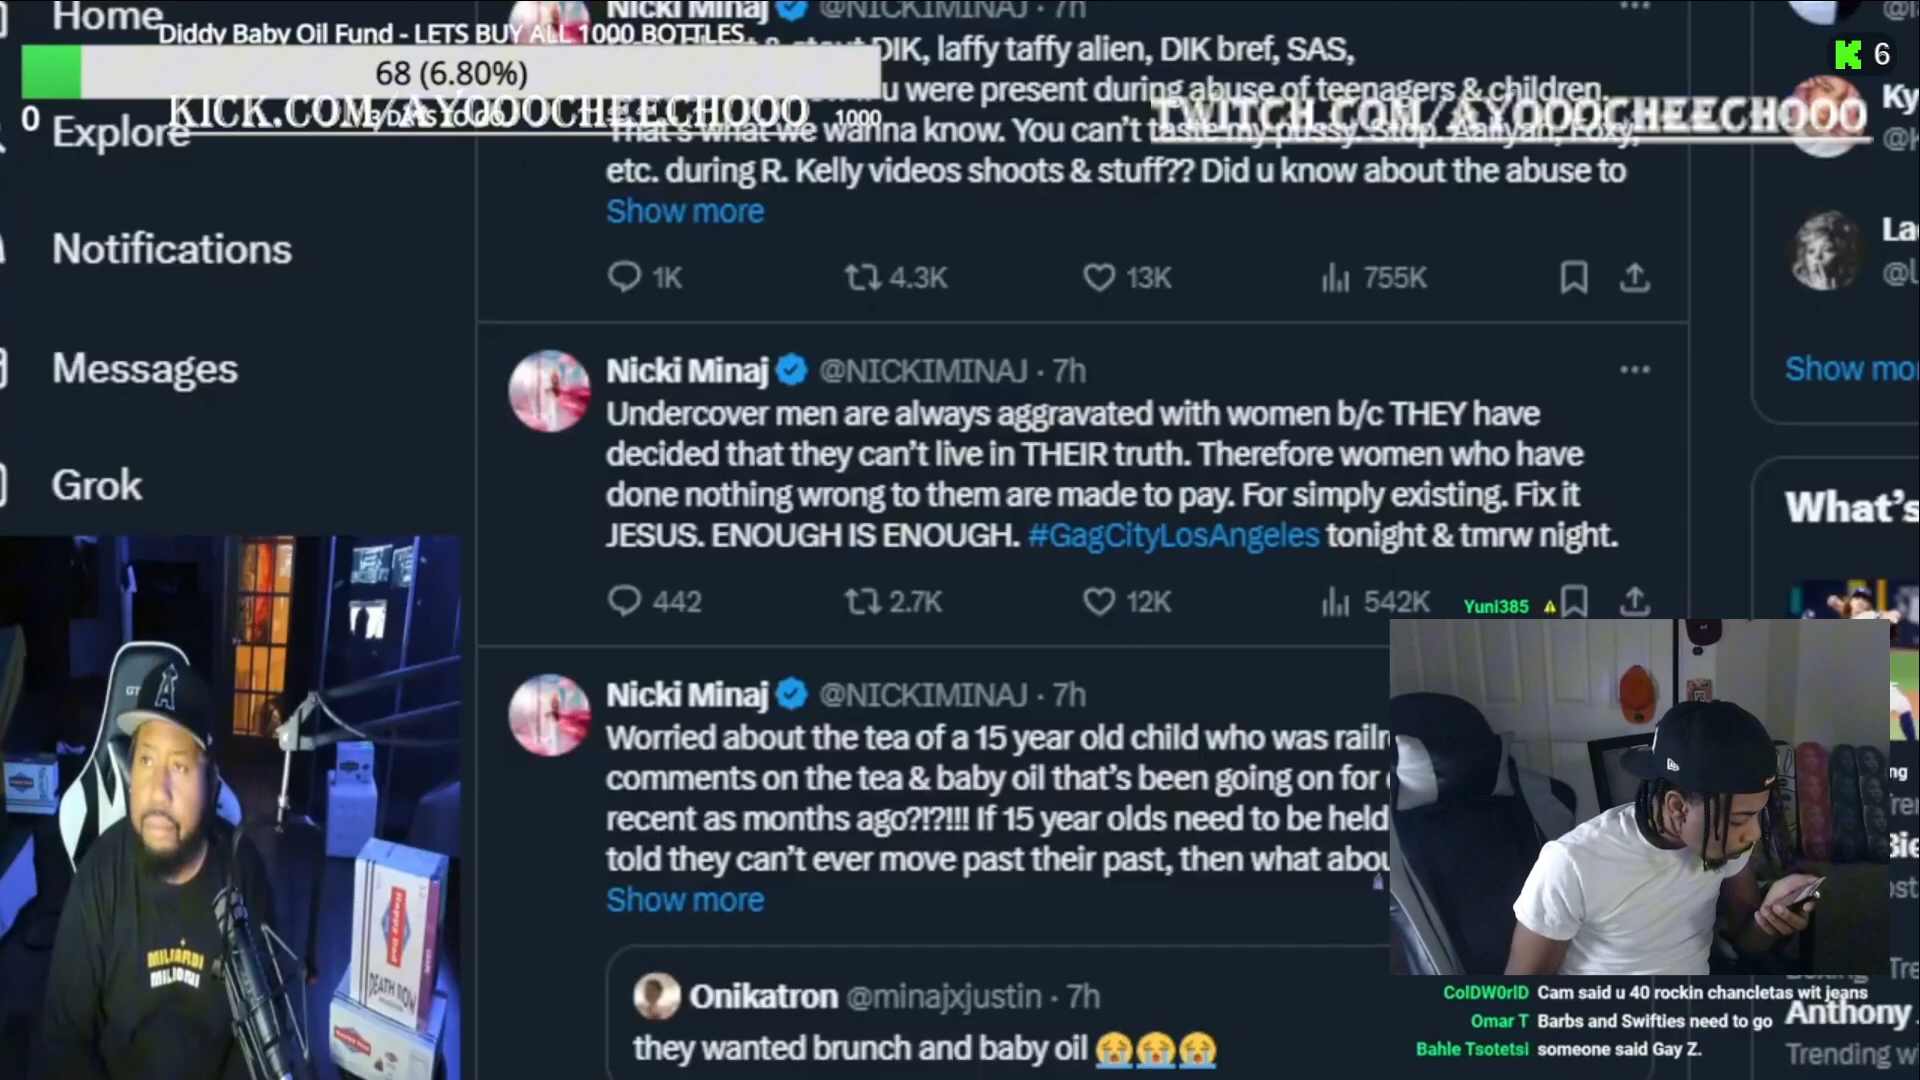 Home
Diddy Baby Oil Fund - LETS BUY ALL 1000 BOTTLES
68 (6.80%)
0
1000
KICK.COM/AYOOOCHEECHOOO
TWITCH.COM/AYOOOCHEECHOOO
6
Explore
Notifications
Messages
Grok
Nicki Minaj @NICKIMINAJ · 7h
DIK, laffy taffy alien, DIK bref, SAS,
u were present during abuse of teenagers & children.
That's what we wanna know. You can't taste my pussy. Stop. Aaliyah, Foxy,
etc. during R. Kelly videos shoots & stuff?? Did u know about the abuse to
Show more
1K 4.3K 13K 755K
Nicki Minaj @NICKIMINAJ · 7h
Undercover men are always aggravated with women b/c THEY have
decided that they can't live in THEIR truth. Therefore women who have
done nothing wrong to them are made to pay. For simply existing. Fix it
JESUS. ENOUGH IS ENOUGH. #GagCityLosAngeles tonight & tmrw night.
442 2.7K 12K 542K
Nicki Minaj @NICKIMINAJ · 7h
Worried about the tea of a 15 year old child who was
comments on the tea & baby oil that's been going on for
recent as months ago?!?!!! If 15 year olds need to be held
told they can't ever move past their past, then what
Show more
Onikatron @minajxjustin · 7h
they wanted brunch and baby oil 😭😭😭
Ky
La
Show
What's
Anthony
Trending
Yuni385
ColDW0rlD Cam said u 40 rockin chancletas wit jeans
Omar T Barbs and Swifties need to go
Bahle Tsotetsi someone said Gay Z.
A
MILIARDI
MILIONI
DEATH ROW